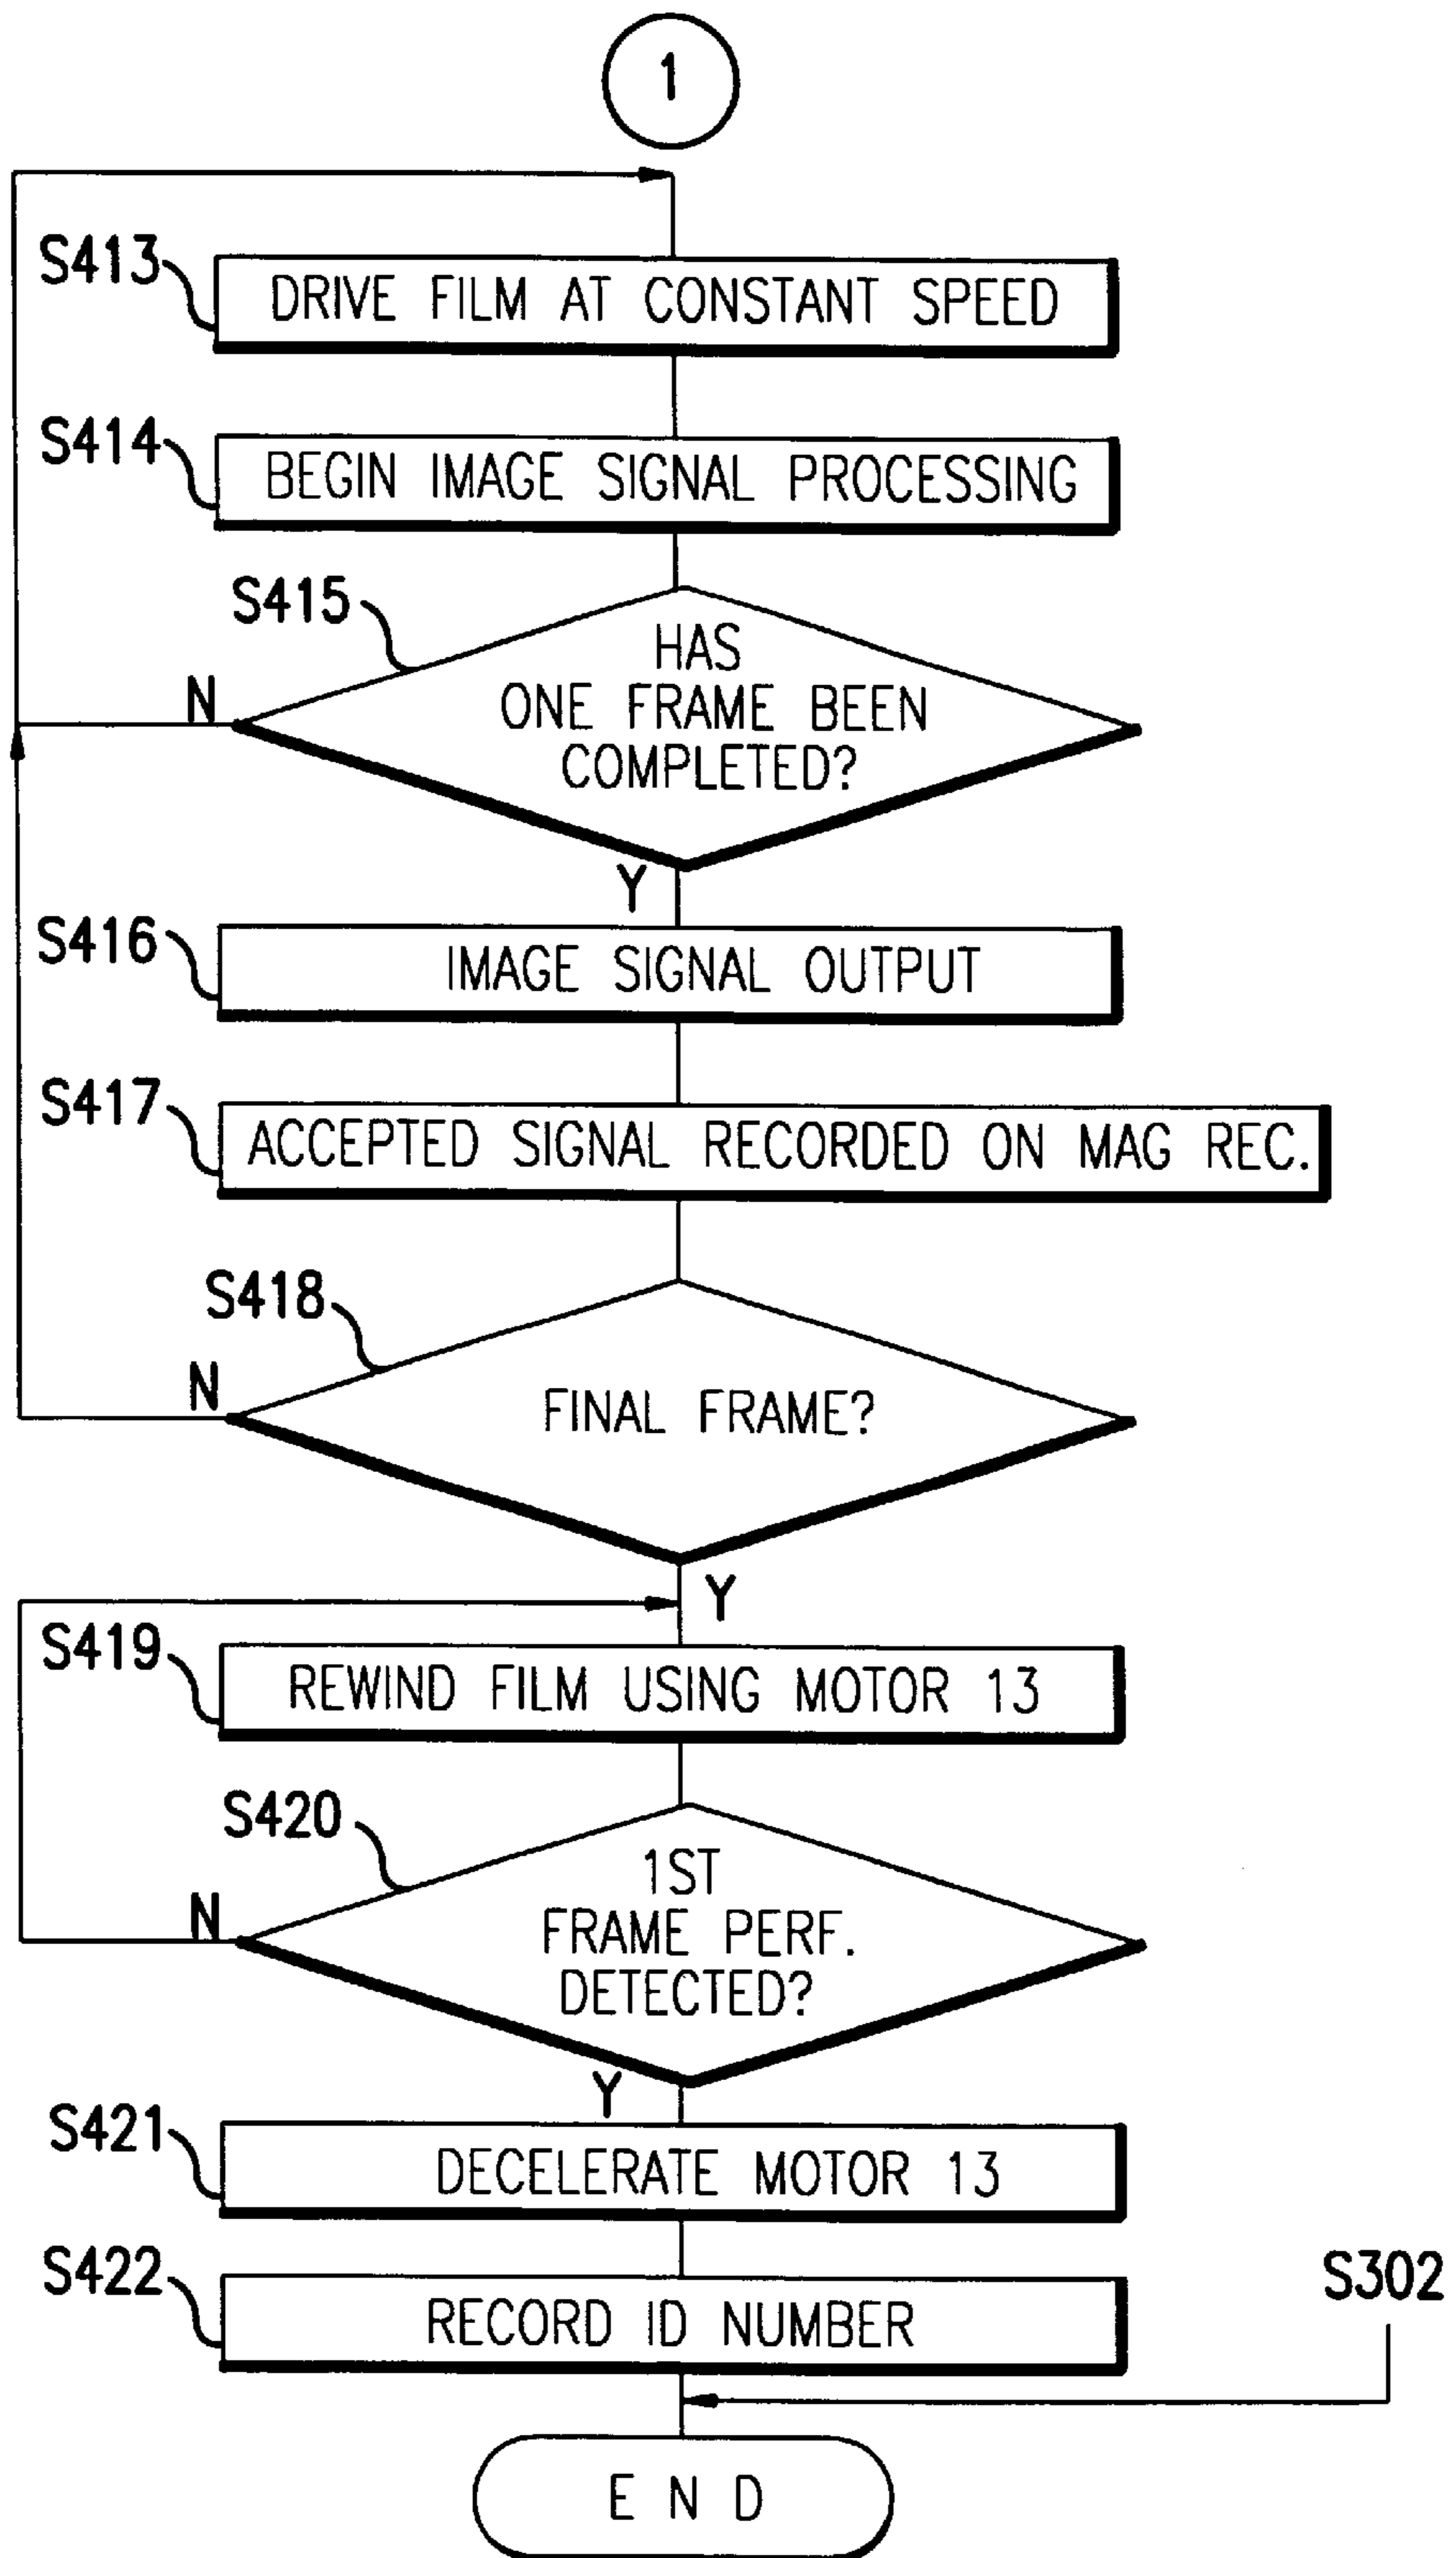 1
S413
DRIVE FILM AT CONSTANT SPEED
S414
BEGIN IMAGE SIGNAL PROCESSING
S415
HAS
ONE FRAME BEEN
COMPLETED?
N
Y
S416
IMAGE SIGNAL OUTPUT
S417
ACCEPTED SIGNAL RECORDED ON MAG REC.
S418
FINAL FRAME?
N
Y
S419
REWIND FILM USING MOTOR 13
S420
1ST
FRAME PERF.
DETECTED?
N
Y
S421
DECELERATE MOTOR 13
S422
RECORD ID NUMBER
S302
END